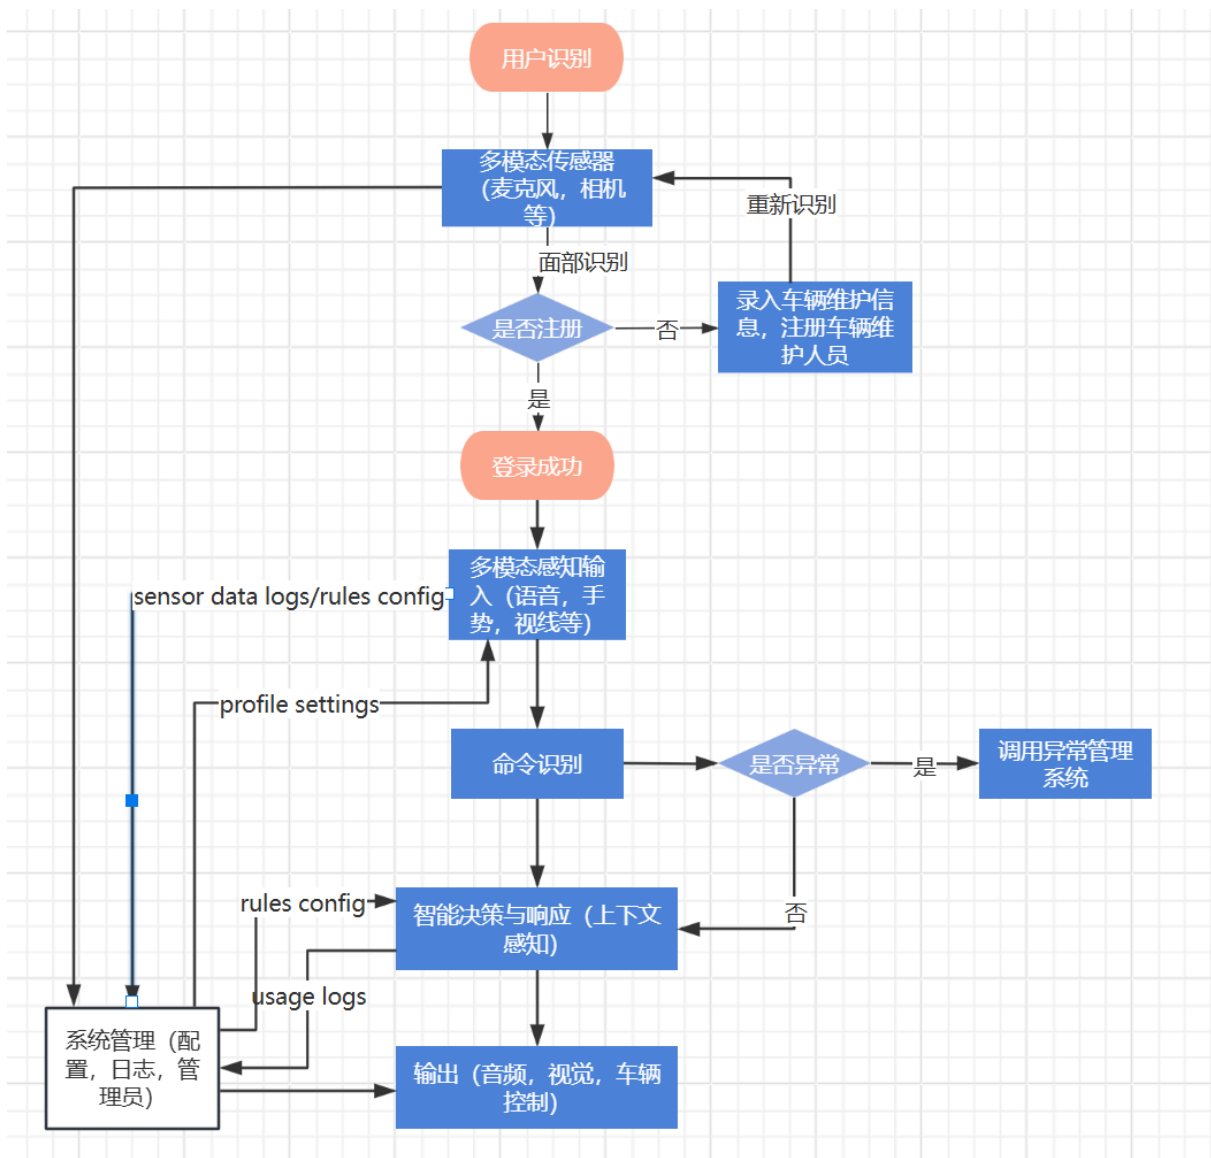 用户识别
多模态传感器
（麦克风，相机
等）
重新识别
面部识别
录入车辆维护信
息，注册车辆维
护人员
是否注册
否
是
登录成功
多模态感知输
入（语音，手
势，视线等）
sensor data logs/rules config
profile settings
命令识别
是否异常
是
调用异常管理
系统
rules config
智能决策与响应（上下文
感知）
否
usage logs
系统管理（配
置，日志，管
理员）
输出（音频，视觉，车辆
控制）